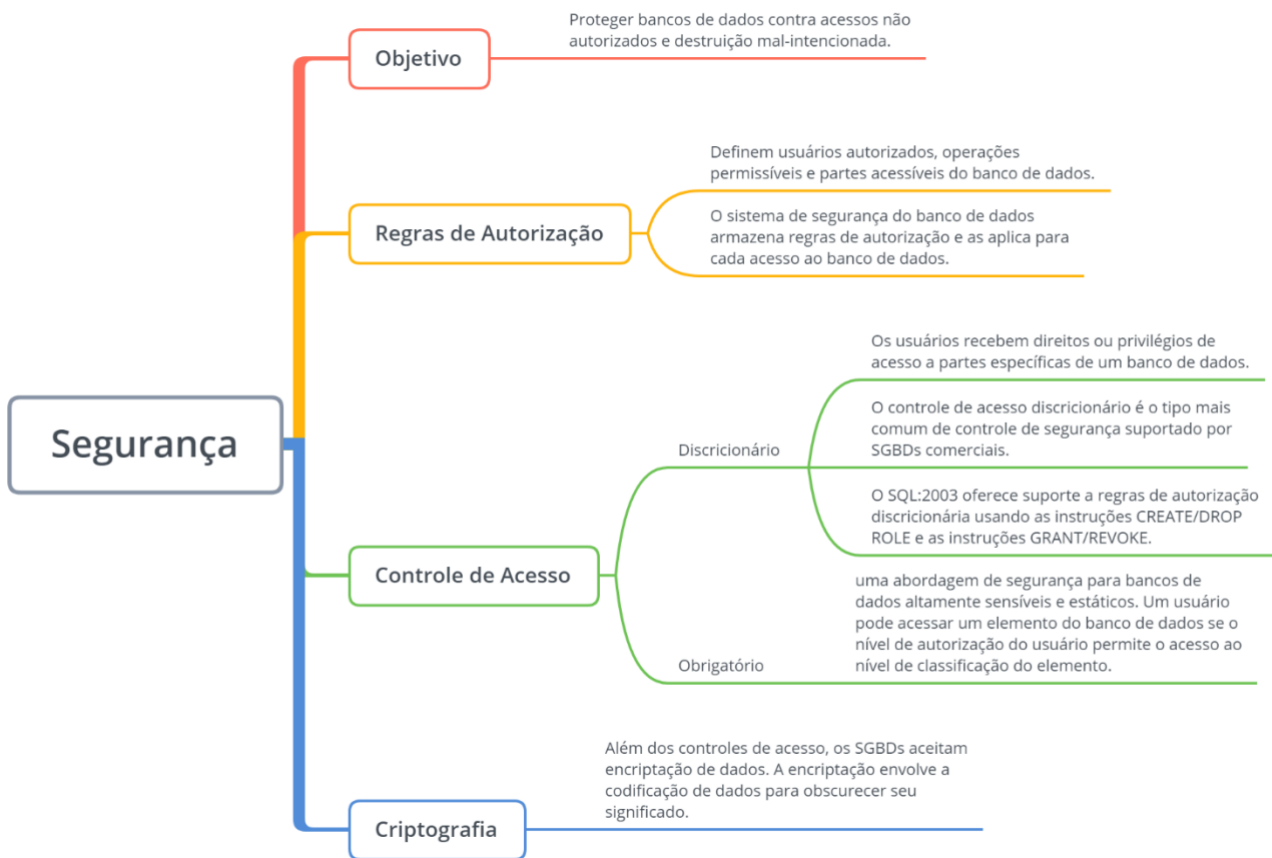 Proteger bancos de dados contra acessos não
autorizados e destruição mal-intencionada.
Objetivo
Definem usuários autorizados, operações
permissíveis e partes acessíveis do banco de dados.
O sistema de segurança do banco de dados
armazena regras de autorização e as aplica para
cada acesso ao banco de dados.
Regras de Autorização
Os usuários recebem direitos ou privilégios de
acesso a partes específicas de um banco de dados.
O controle de acesso discricionário é o tipo mais
comum de controle de segurança suportado por
SGBDs comerciais.
Segurança
Discricionário
O SQL:2003 oferece suporte a regras de autorização
discricionária usando as instruções CREATE/DROP
ROLE e as instruções GRANT/REVOKE.
Controle de Acesso
uma abordagem de segurança para bancos de
dados altamente sensíveis e estáticos. Um usuário
pode acessar um elemento do banco de dados se o
nível de autorização do usuário permite o acesso ao
nível de classificação do elemento.
Obrigatório
Além dos controles de acesso, os SGBDs aceitam
encriptação de dados. A encriptação envolve a
codificação de dados para obscurecer seu
significado.
Criptografia